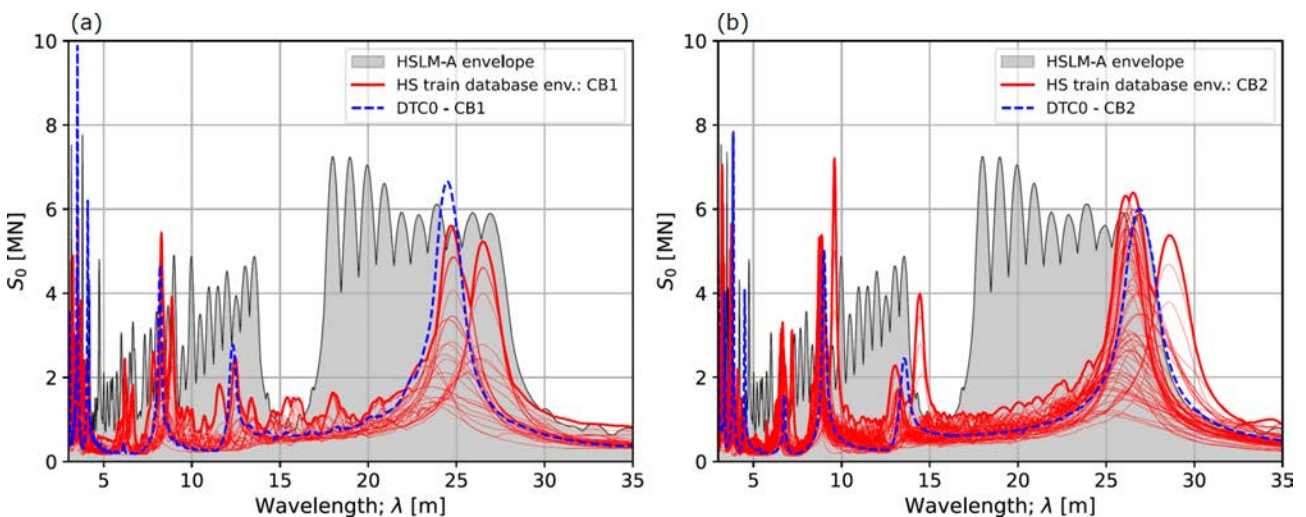 (a)
10
8
6
4
2
0
S₀ [MN]
HSLM-A envelope
HS train database env.: CB1
DTC0 - CB1
5 10 15 20 25 30 35
Wavelength; λ [m]
(b)
10
8
6
4
2
0
S₀ [MN]
HSLM-A envelope
HS train database env.: CB2
DTC0 - CB2
5 10 15 20 25 30 35
Wavelength; λ [m]